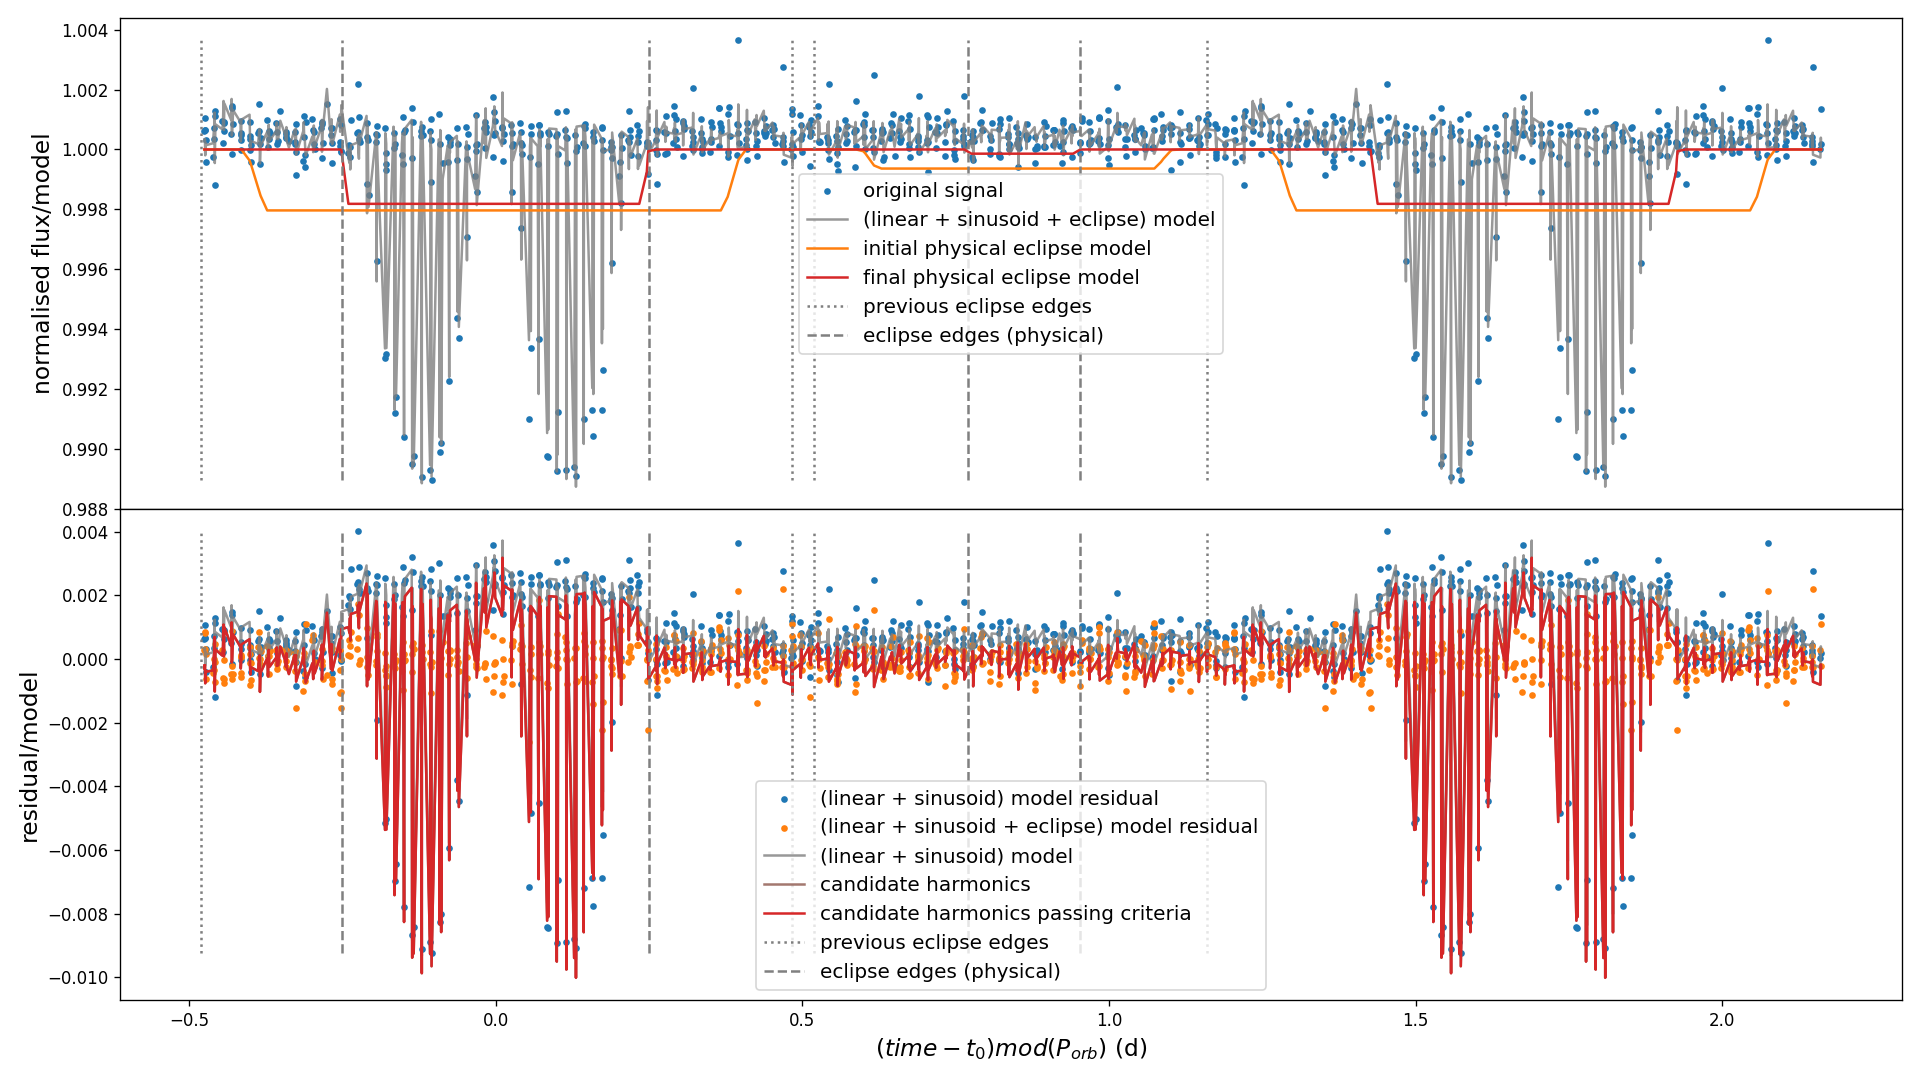 1.004
1.002
1.000
0.998
0.996
0.994
0.992
0.990
0.988
normalised flux/model
original signal
(linear + sinusoid + eclipse) model
initial physical eclipse model
final physical eclipse model
previous eclipse edges
eclipse edges (physical)
0.004
0.002
0.000
−0.002
−0.004
−0.006
−0.008
−0.010
residual/model
(linear + sinusoid) model residual
(linear + sinusoid + eclipse) model residual
(linear + sinusoid) model
candidate harmonics
candidate harmonics passing criteria
previous eclipse edges
eclipse edges (physical)
−0.5 0.0 0.5 1.0 1.5 2.0
(time − t₀)mod(P_orb) (d)